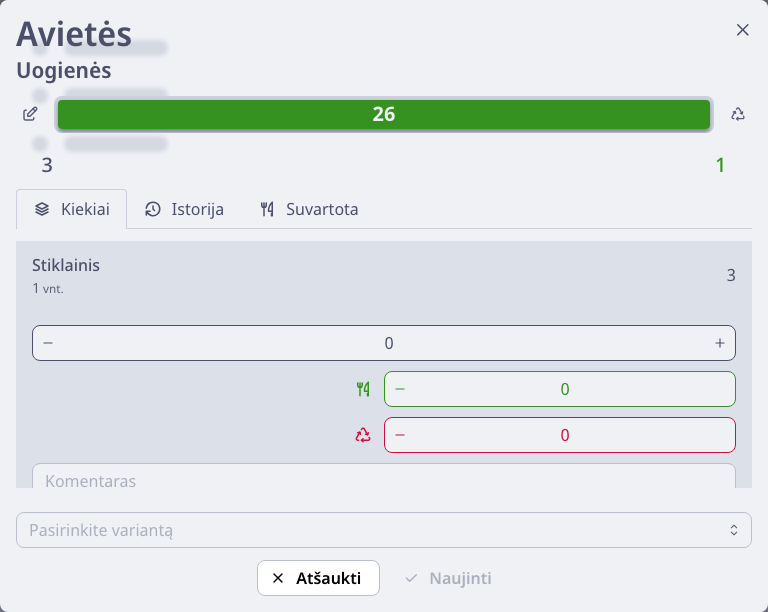 Avietės
Uogienės
26
3 1
Kiekiai Istorija Suvartota
Stiklainis
3
1 vnt.
0
0
0
Komentaras
Pasirinkite variantą
Atšaukti Naujinti